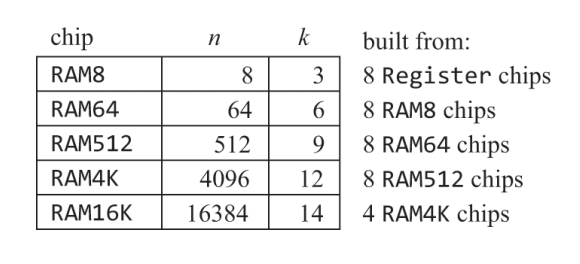 chip n k built from:
RAM8 8 3 8 Register chips
RAM64 64 6 8 RAM8 chips
RAM512 512 9 8 RAM64 chips
RAM4K 4096 12 8 RAM512 chips
RAM16K 16384 14 4 RAM4K chips